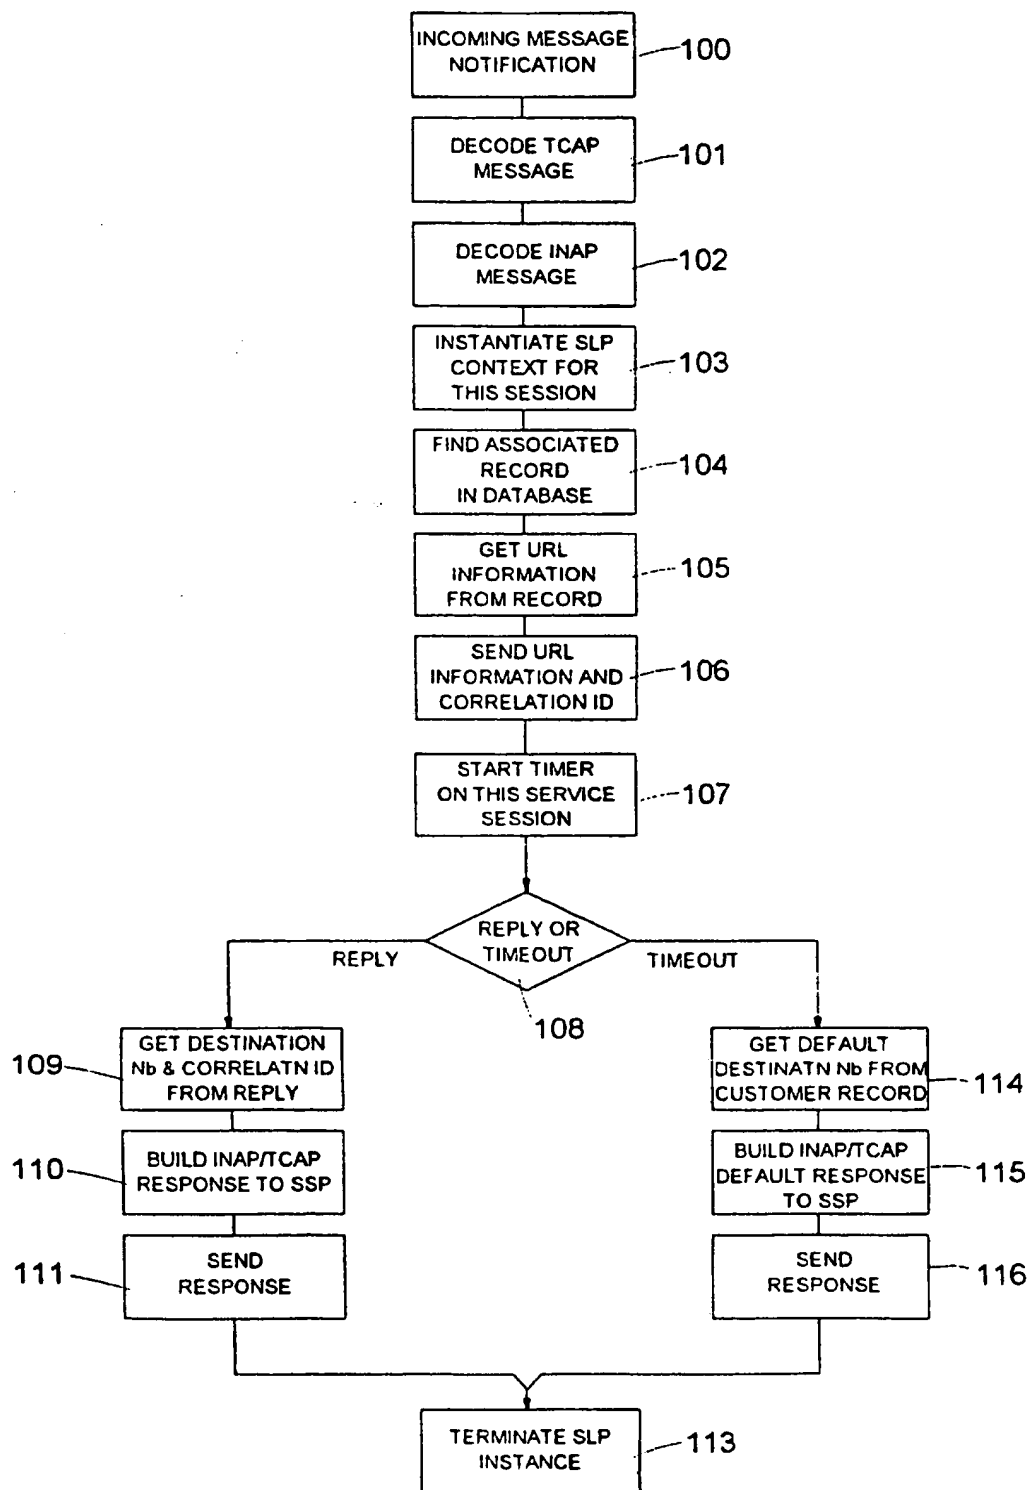 INCOMING MESSAGE
NOTIFICATION
100
DECODE TCAP
MESSAGE
101
DECODE INAP
MESSAGE
102
INSTANTIATE SLP
CONTEXT FOR
THIS SESSION
103
FIND ASSOCIATED
RECORD
IN DATABASE
104
GET URL
INFORMATION
FROM RECORD
105
SEND URL
INFORMATION AND
CORRELATION ID
106
START TIMER
ON THIS SERVICE
SESSION
107
REPLY OR
TIMEOUT
REPLY
TIMEOUT
108
GET DESTINATION
Nb & CORRELATN ID
FROM REPLY
109
GET DEFAULT
DESTINATN Nb FROM
CUSTOMER RECORD
114
BUILD INAP/TCAP
RESPONSE TO SSP
110
BUILD INAP/TCAP
DEFAULT RESPONSE
TO SSP
115
SEND
RESPONSE
111
SEND
RESPONSE
116
TERMINATE SLP
INSTANCE
113